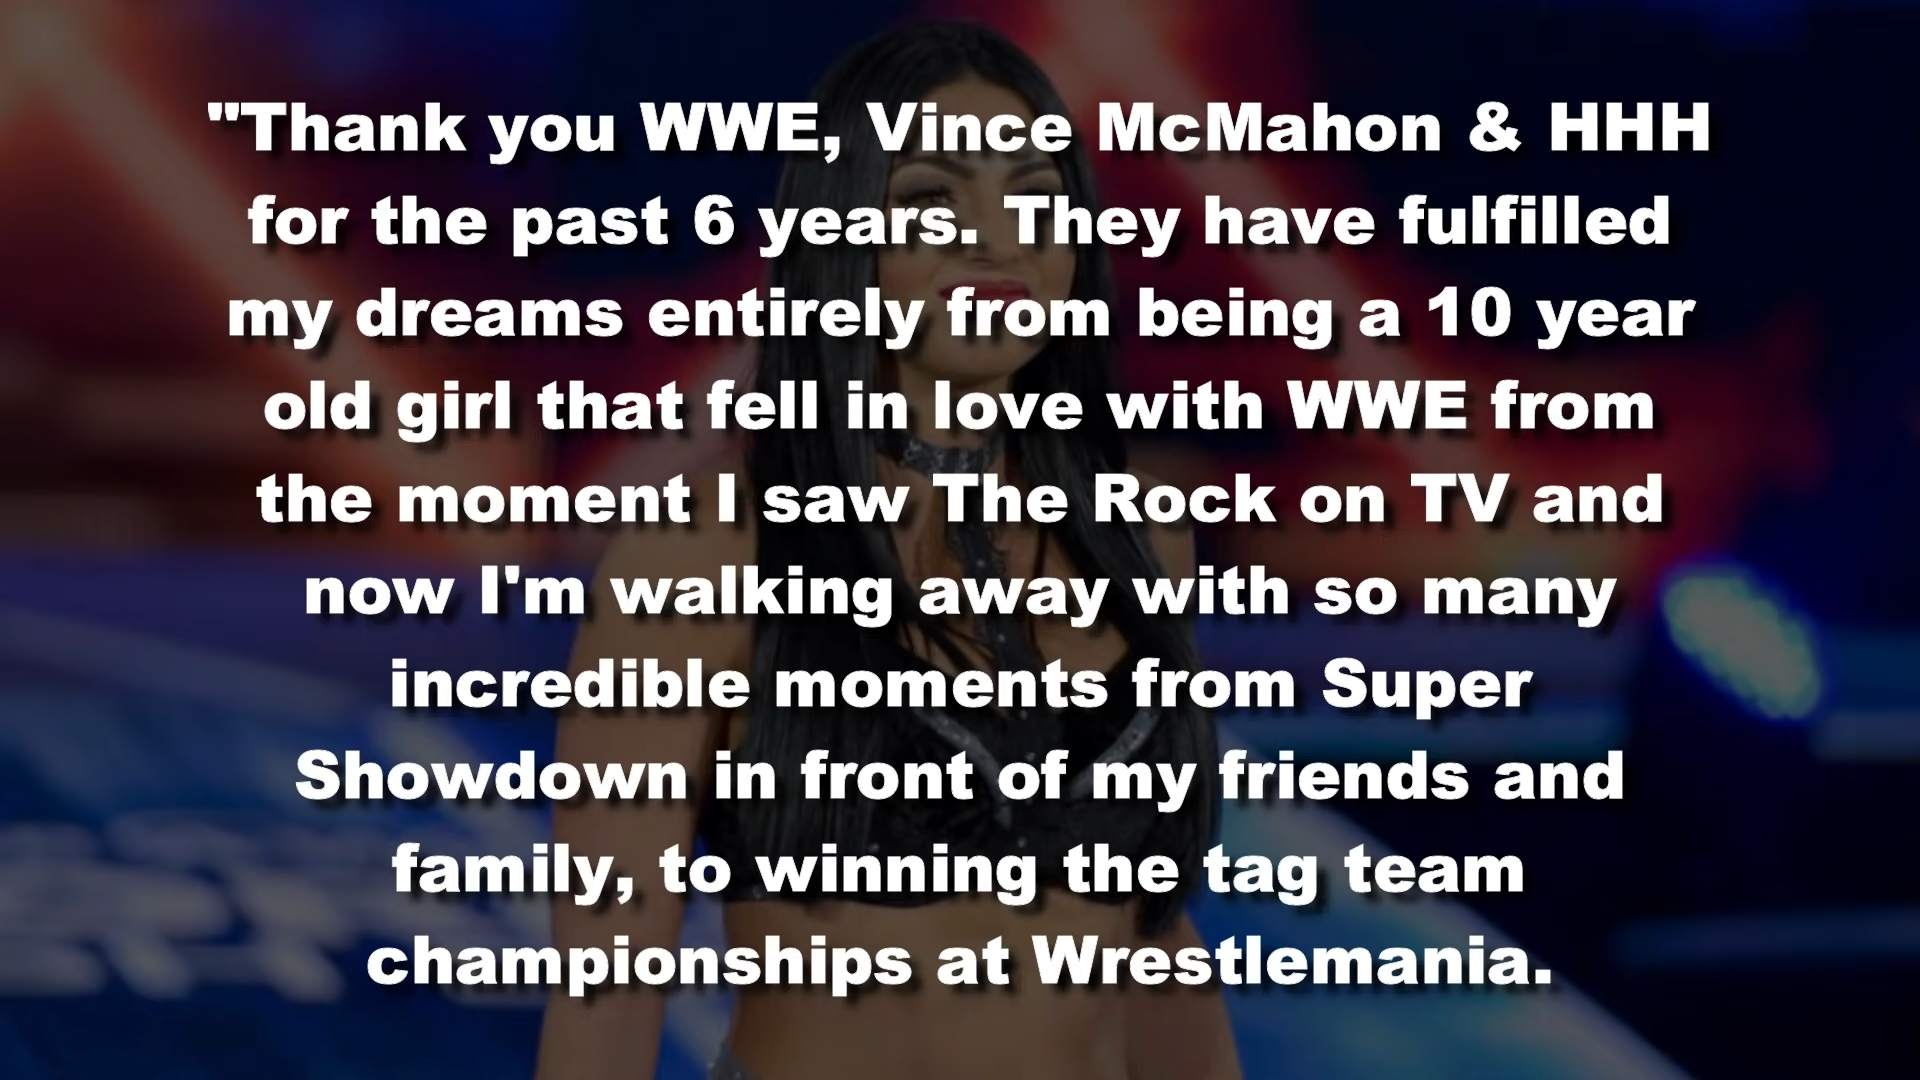 "Thank you WWE, Vince McMahon & HHH
for the past 6 years. They have fulfilled
my dreams entirely from being a 10 year
old girl that fell in love with WWE from
the moment I saw The Rock on TV and
now I'm walking away with so many
incredible moments from Super
Showdown in front of my friends and
family, to winning the tag team
championships at Wrestlemania.